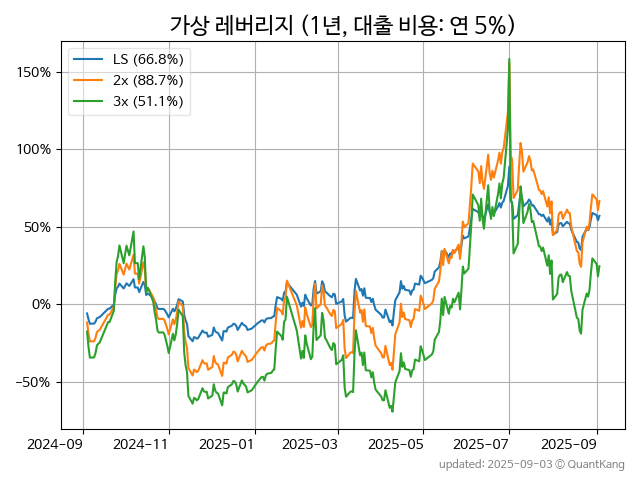 가상 레버리지 (1년, 대출 비용: 연 5%)
LS (66.8%)
2x (88.7%)
3x (51.1%)
150%
100%
50%
0%
−50%
2024-09 2024-11 2025-01 2025-03 2025-05 2025-07 2025-09
updated: 2025-09-03 © QuantKang